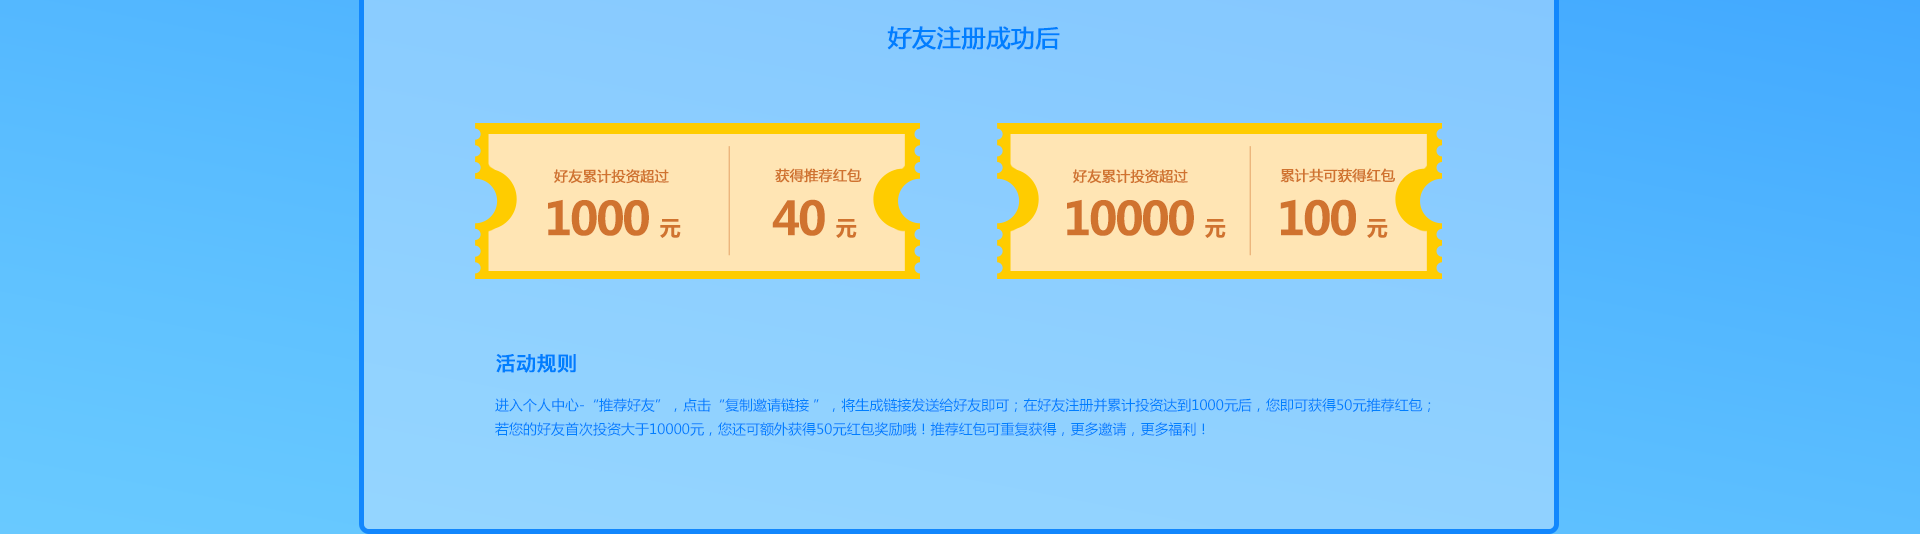 好友注册成功后
好友累计投资超过
1000 元
获得推荐红包
40 元
好友累计投资超过
10000 元
累计共可获得红包
100 元
活动规则
进入个人中心-“推荐好友”，点击“复制邀请链接 ”，将生成链接发送给好友即可；在好友注册并累计投资达到1000元后，您即可获得50元推荐红包；
若您的好友首次投资大于10000元，您还可额外获得50元红包奖励哦！推荐红包可重复获得，更多邀请，更多福利！